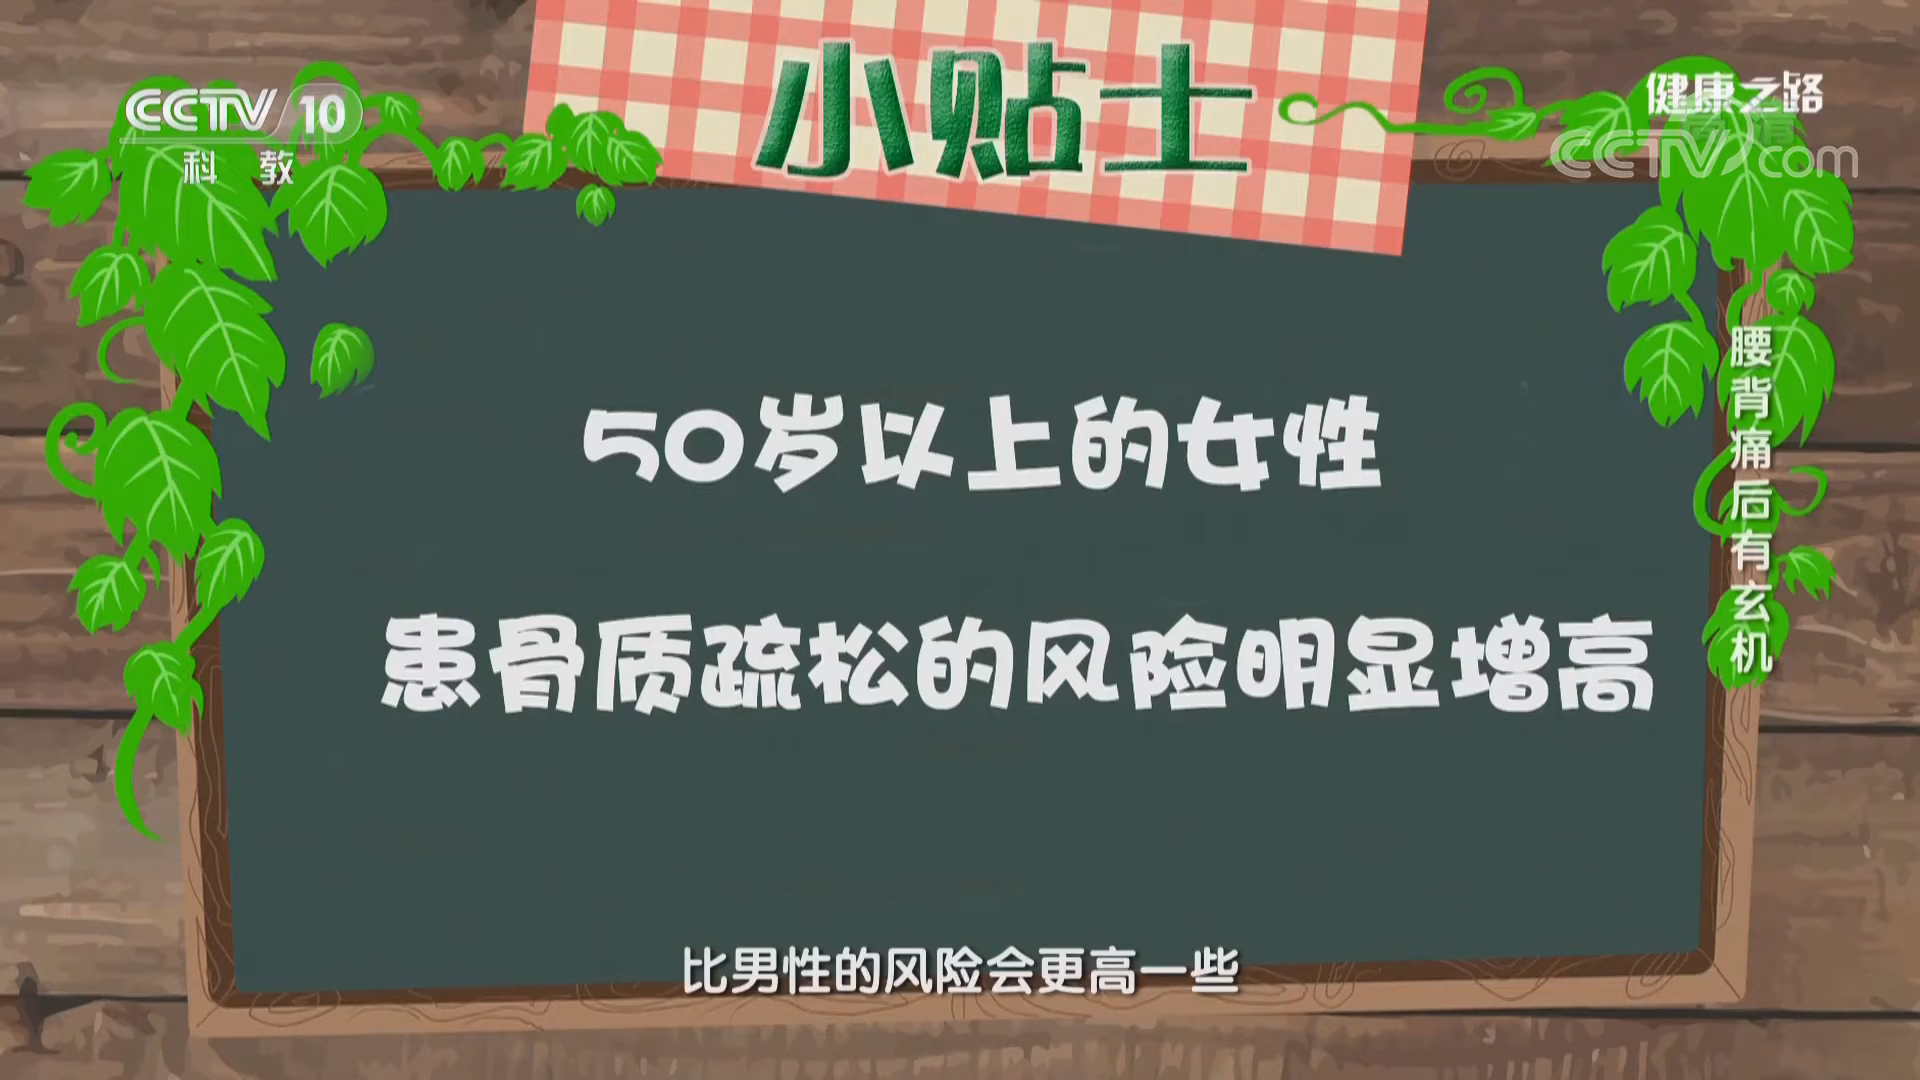 CCTV 10
科教
小贴士
健康之路
CCTV.com
50岁以上的女性
患骨质疏松的风险明显增高
腰背痛后有玄机
比男性的风险会更高一些